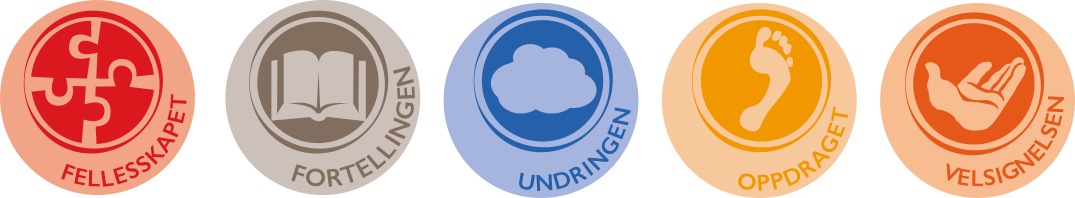 FELLESSKAPET
FORTELLINGEN
UNDRINGEN
OPPDRAGET
VELSIGNELSEN